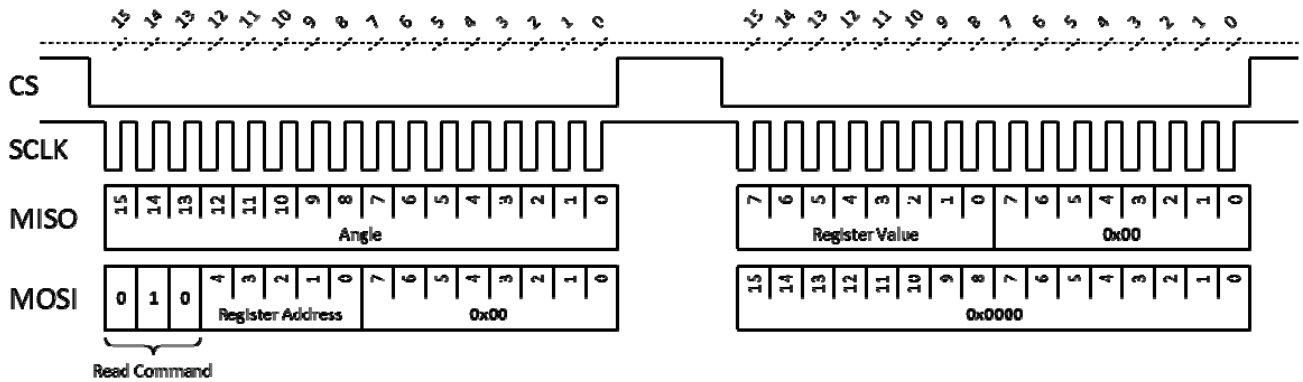 15 14 13 12 11 10 9 8 7 6 5 4 3 2 1 0 15 14 13 12 11 10 9 8 7 6 5 4 3 2 1 0
CS
SCLK
MISO 15 14 13 12 11 10 9 8 7 6 5 4 3 2 1 0 7 6 5 4 3 2 1 0 7 6 5 4 3 2 1 0
Angle Register Value 0x00
MOSI 0 1 0 4 3 2 1 0 7 6 5 4 3 2 1 0 15 14 13 12 11 10 9 8 7 6 5 4 3 2 1 0
Register Address 0x00 0x0000
Read Command